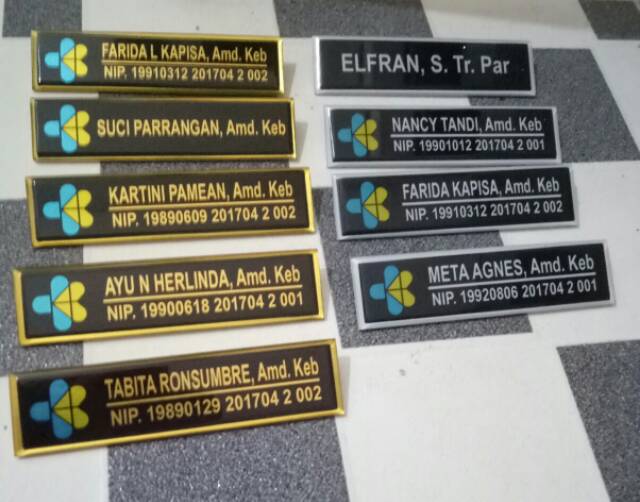 FARIDA L KAPISA, Amd. Keb
NIP. 19910312 201704 2 002
SUCI PARRANGAN, Amd. Keb
KARTINI PAMEAN, Amd. Keb
NIP. 19890609 201704 2 002
AYU N HERLINDA, Amd. Keb
NIP. 19900618 201704 2 001
TABITA RONSUMBRE, Amd. Keb
NIP. 19890129 201704 2 002
ELFRAN, S. Tr. Par
NANCY TANDI, Amd. Keb
NIP. 19901012 201704 2 001
FARIDA KAPISA, Amd. Keb
NIP. 19910312 201704 2 002
META AGNES, Amd. Keb
NIP. 19920806 201704 2 001